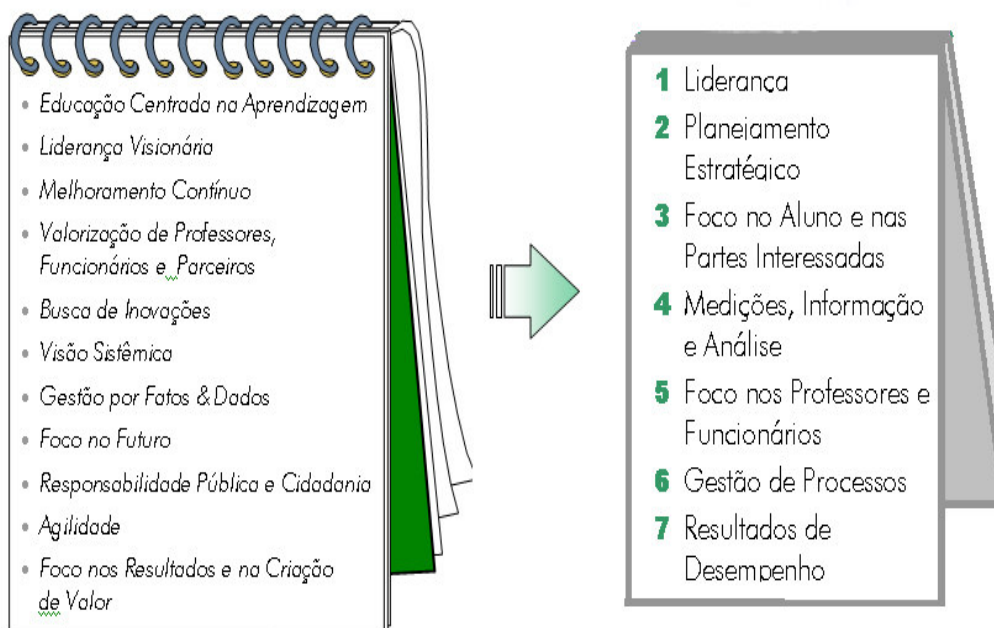 • Educação Centrada na Aprendizagem
• Liderança Visionária
• Melhoramento Contínuo
• Valorização de Professores,
Funcionários e Parceiros
• Busca de Inovações
• Visão Sistêmica
• Gestão por Fatos & Dados
• Foco no Futuro
• Responsabilidade Pública e Cidadania
• Agilidade
• Foco nos Resultados e na Criação
de Valor
1 Liderança
2 Planejamento
Estratégico
3 Foco no Aluno e nas
Partes Interessadas
4 Medições, Informação
e Análise
5 Foco nos Professores e
Funcionários
6 Gestão de Processos
7 Resultados de
Desempenho